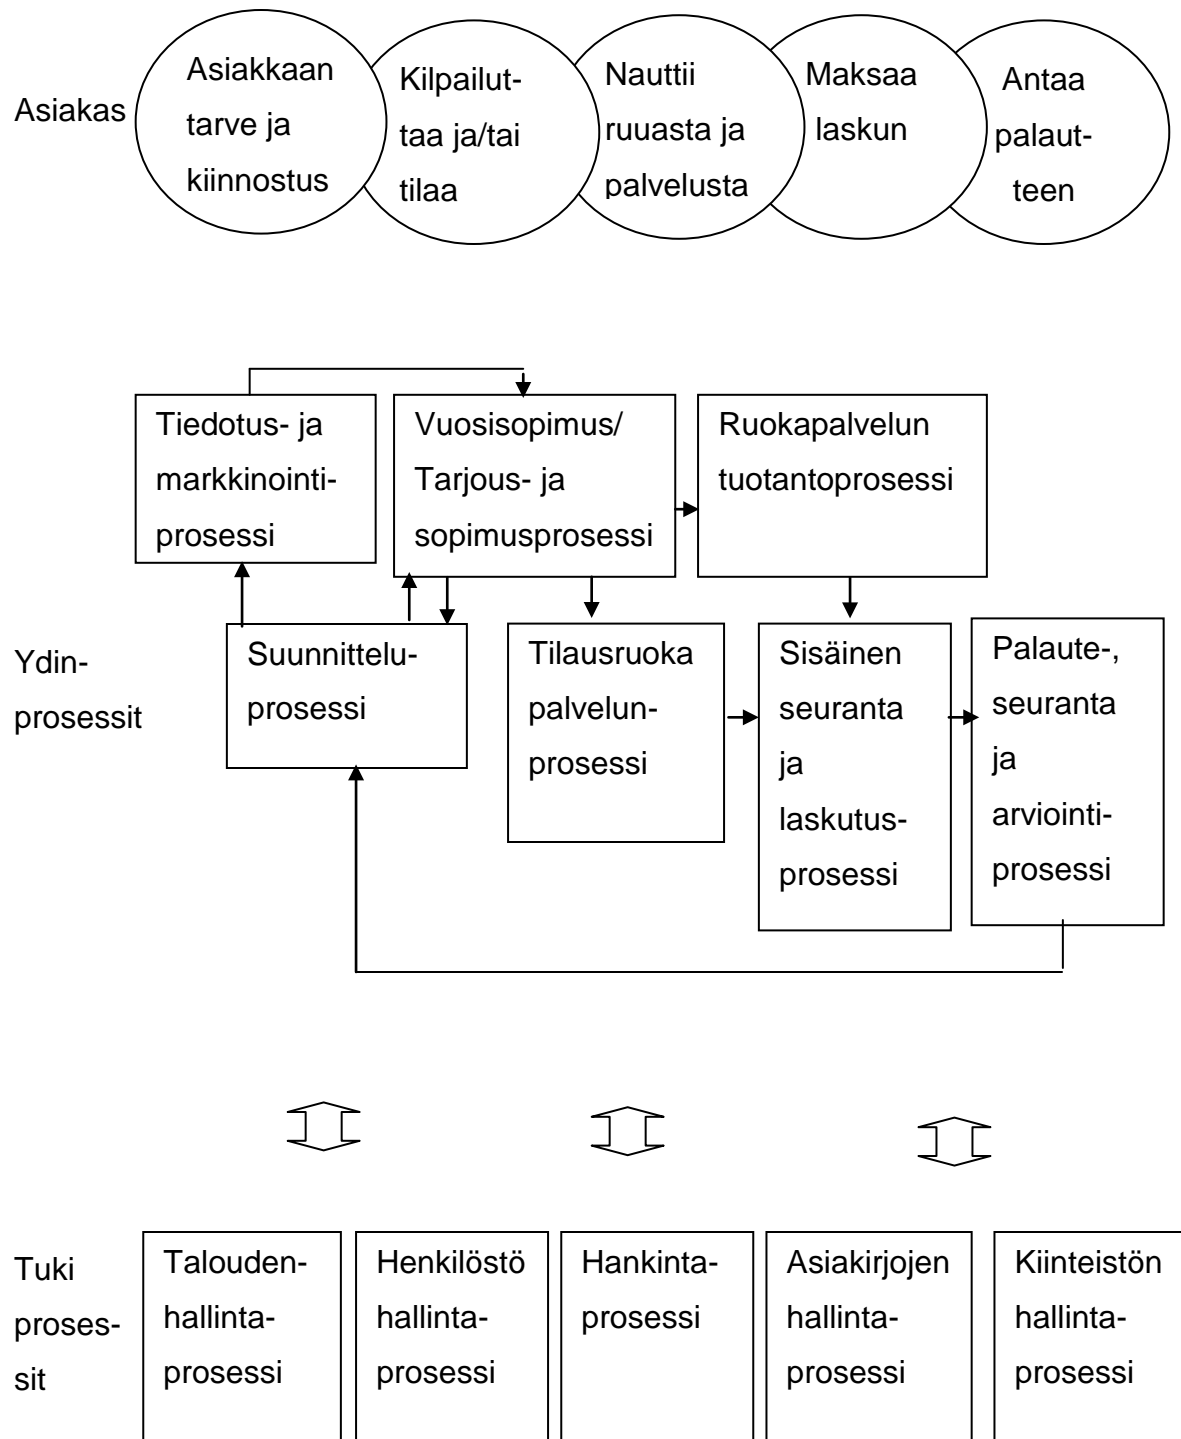 Asiakas
Asiakkaan
tarve ja
kiinnostus
Kilpailut-
taa ja/tai
tilaa
Nauttii
ruuasta ja
palvelusta
Maksaa
laskun
Antaa
palaut-
teen
Tiedotus- ja
markkinointi-
prosessi
Vuosisopimus/
Tarjous- ja
sopimusprosessi
Ruokapalvelun
tuotantoprosessi
Ydin-
prosessit
Suunnittelu-
prosessi
Tilausruoka
palvelun-
prosessi
Sisäinen
seuranta
ja
laskutus-
prosessi
Palaute-,
seuranta
ja
arviointi-
prosessi
Tuki
proses-
sit
Talouden-
hallinta-
prosessi
Henkilöstö
hallinta-
prosessi
Hankinta-
prosessi
Asiakirjojen
hallinta-
prosessi
Kiinteistön
hallinta-
prosessi